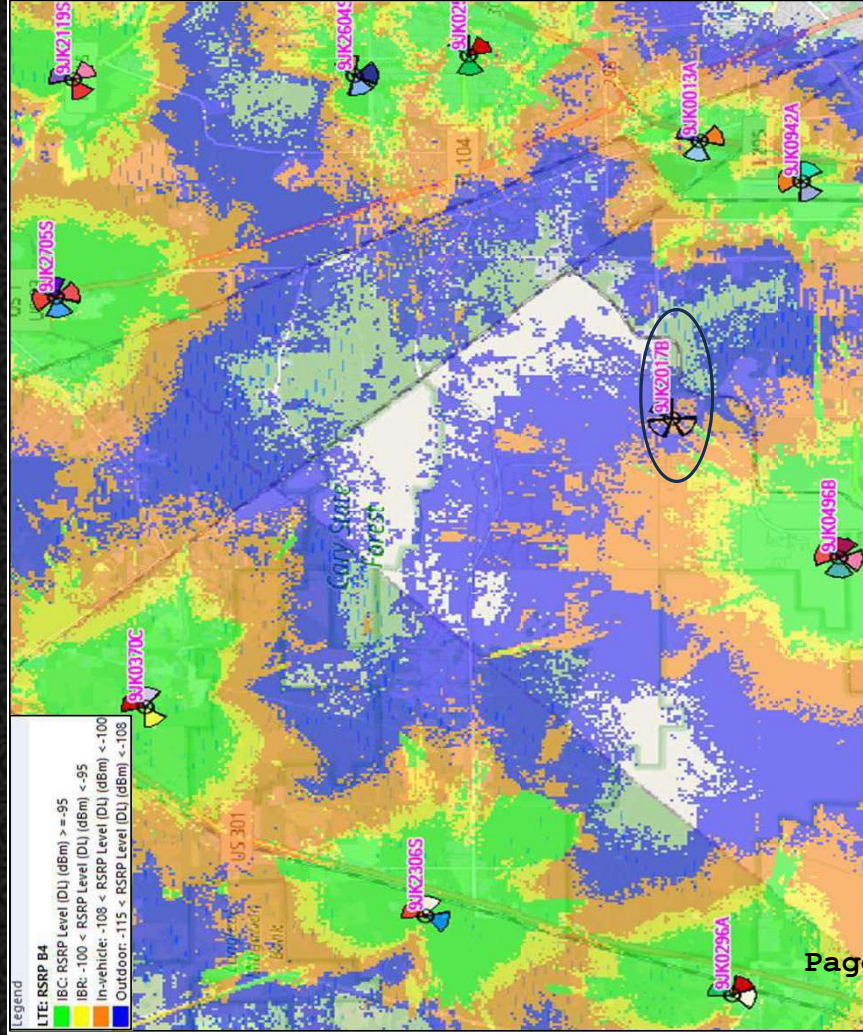 Legend
LTE: RSRP B4
IBC: RSRP Level (DL) (dBm) >=-95
IBR: -100 < RSRP Level (DL) (dBm) <-95
In-vehicle: -108 < RSRP Level (DL) (dBm) <-100
Outdoor: -115 < RSRP Level (DL) (dBm) <-108
9JK0370C
9JK2705S
9JK2119S
US 301
9JK2306S
Cary State
Forest
FL 104
9JK2604S
9JK0296A
9JK2017B
9JK0013A
9JK0496B
9JK0942A
I 295
Page